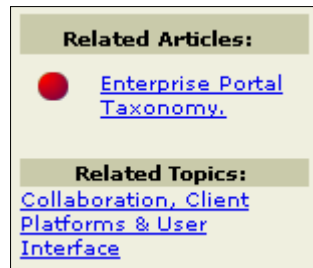 Related Articles:
Enterprise Portal
Taxonomy.
Related Topics:
Collaboration, Client
Platforms & User
Interface